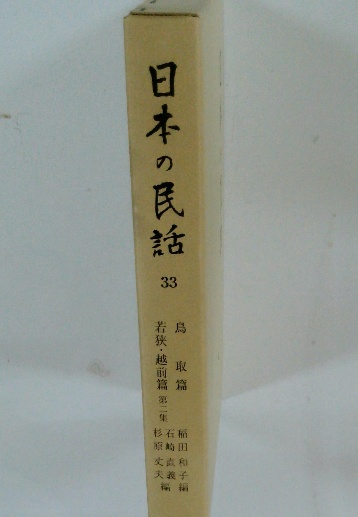 日本の民話
33
鳥取篇
若狭・越前篇 第二集
稲田和子編
石崎直義
杉原丈夫編